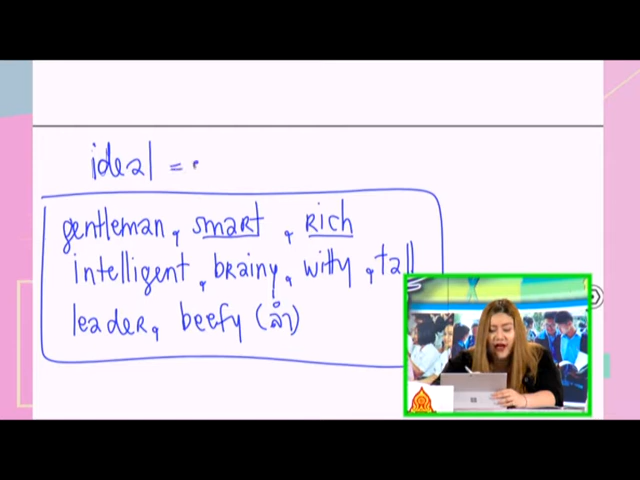 ideal =
gentleman, smart, rich
intelligent, brainy, witty, tall
leader, beefy (ล่ำ)